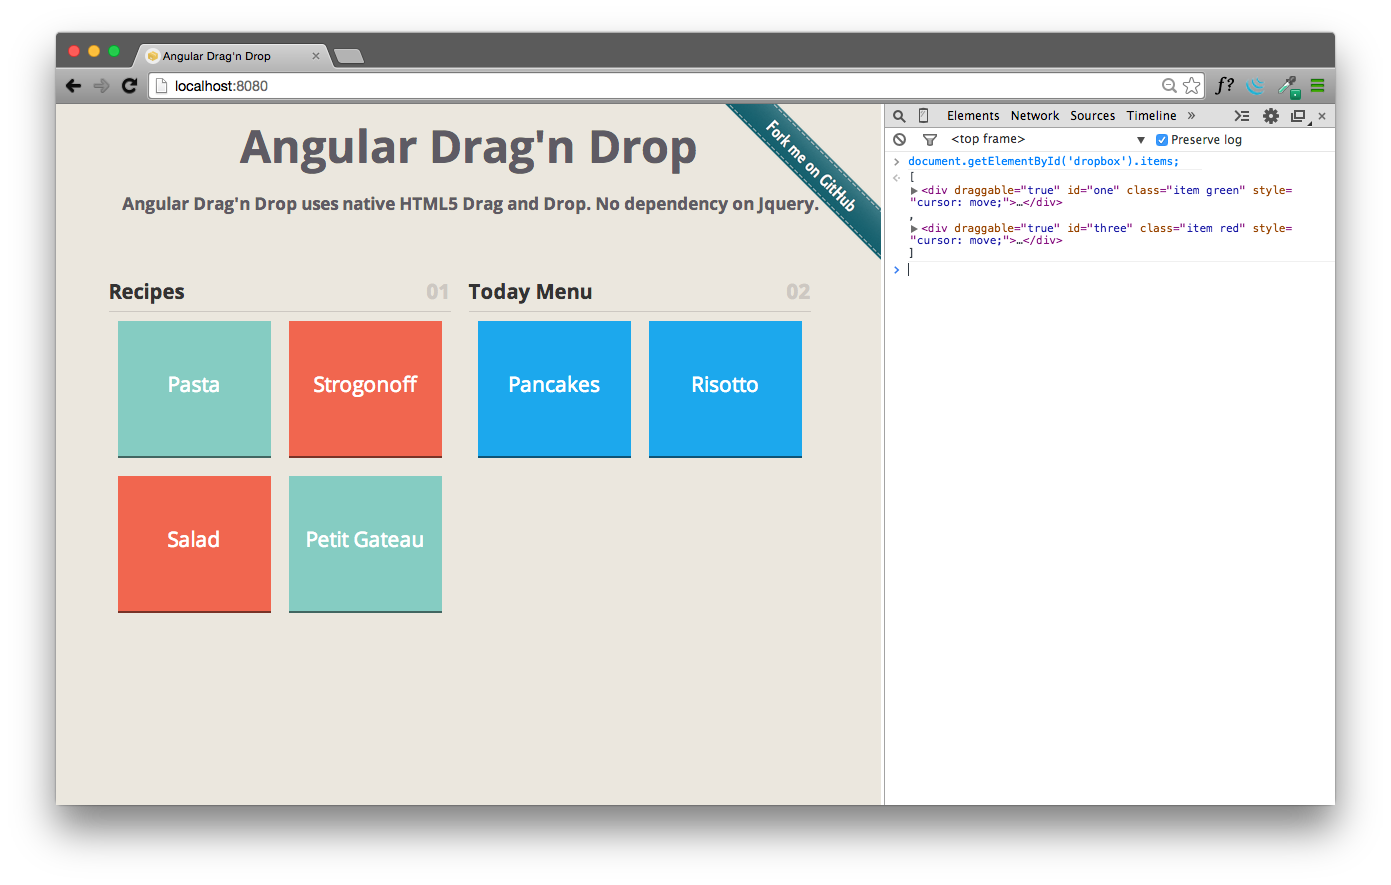 Angular Drag'n Drop
localhost:8080
f?
Angular Drag'n Drop
Fork me on GitHub
Angular Drag'n Drop uses native HTML5 Drag and Drop. No dependency on Jquery.
Recipes 01
Today Menu 02
Pasta
Strogonoff
Pancakes
Risotto
Salad
Petit Gateau
Elements Network Sources Timeline »
<top frame> Preserve log
document.getElementById('dropbox').items;
[
<div draggable="true" id="one" class="item green" style=
"cursor: move;">…</div>
,
<div draggable="true" id="three" class="item red" style=
"cursor: move;">…</div>
]